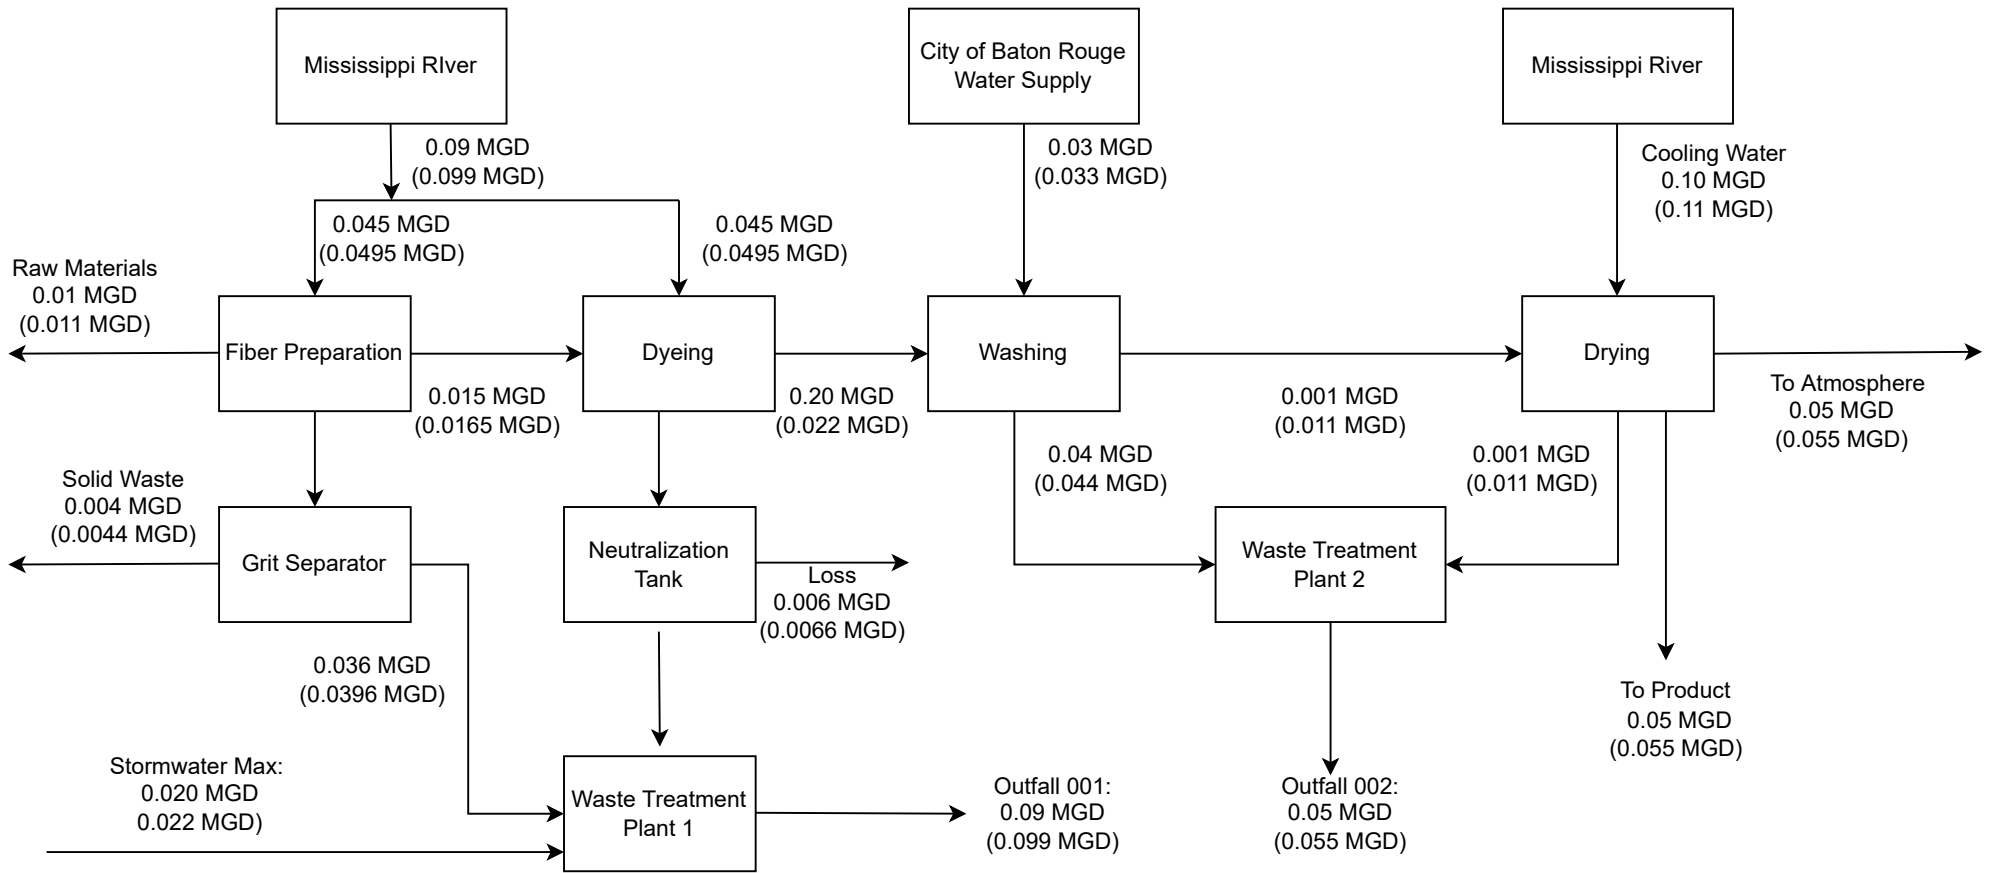 Mississippi RIver
City of Baton Rouge
Water Supply
Mississippi River
0.09 MGD
(0.099 MGD)
0.03 MGD
(0.033 MGD)
Cooling Water
0.10 MGD
(0.11 MGD)
0.045 MGD
(0.0495 MGD)
0.045 MGD
(0.0495 MGD)
Raw Materials
0.01 MGD
(0.011 MGD)
Fiber Preparation
Dyeing
Washing
Drying
0.015 MGD
(0.0165 MGD)
0.20 MGD
(0.022 MGD)
0.001 MGD
(0.011 MGD)
To Atmosphere
0.05 MGD
(0.055 MGD)
0.04 MGD
(0.044 MGD)
0.001 MGD
(0.011 MGD)
Solid Waste
0.004 MGD
(0.0044 MGD)
Grit Separator
Neutralization
Tank
Loss
0.006 MGD
(0.0066 MGD)
Waste Treatment
Plant 2
0.036 MGD
(0.0396 MGD)
To Product
0.05 MGD
(0.055 MGD)
Stormwater Max:
0.020 MGD
0.022 MGD)
Waste Treatment
Plant 1
Outfall 001:
0.09 MGD
(0.099 MGD)
Outfall 002:
0.05 MGD
(0.055 MGD)